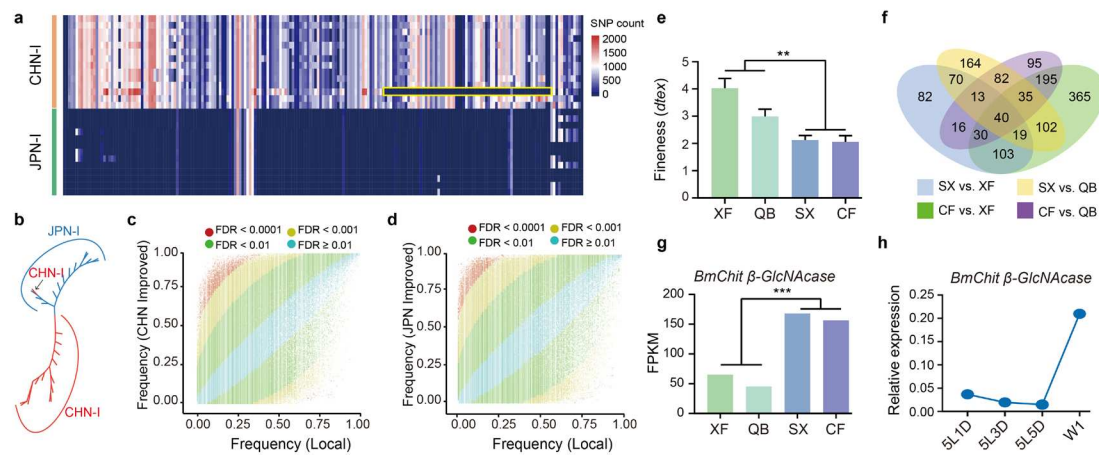 a
CHN-I
JPN-I
SNP count
2000
1500
1000
500
0
b
JPN-I
CHN-I
CHN-I
c
FDR < 0.0001
FDR < 0.001
FDR < 0.01
FDR ≥ 0.01
Frequency (CHN Improved)
1.00
0.75
0.50
0.25
0.00
0.00 0.25 0.50 0.75 1.00
Frequency (Local)
d
FDR < 0.0001
FDR < 0.001
FDR < 0.01
FDR ≥ 0.01
Frequency (JPN Improved)
1.00
0.75
0.50
0.25
0.00
0.00 0.25 0.50 0.75 1.00
Frequency (Local)
e
Fineness (dtex)
5
4
3
2
1
0
**
XF QB SX CF
f
164 95
70 82 195
82 13 35 365
40
16 30 19 102
103
SX vs. XF SX vs. QB
CF vs. XF CF vs. QB
g
BmChit β-GlcNAcase
FPKM
200
150
100
50
0
***
XF QB SX CF
h
BmChit β-GlcNAcase
Relative expression
0.25
0.20
0.15
0.10
0.05
0.00
5L1D 5L3D 5L5D W1